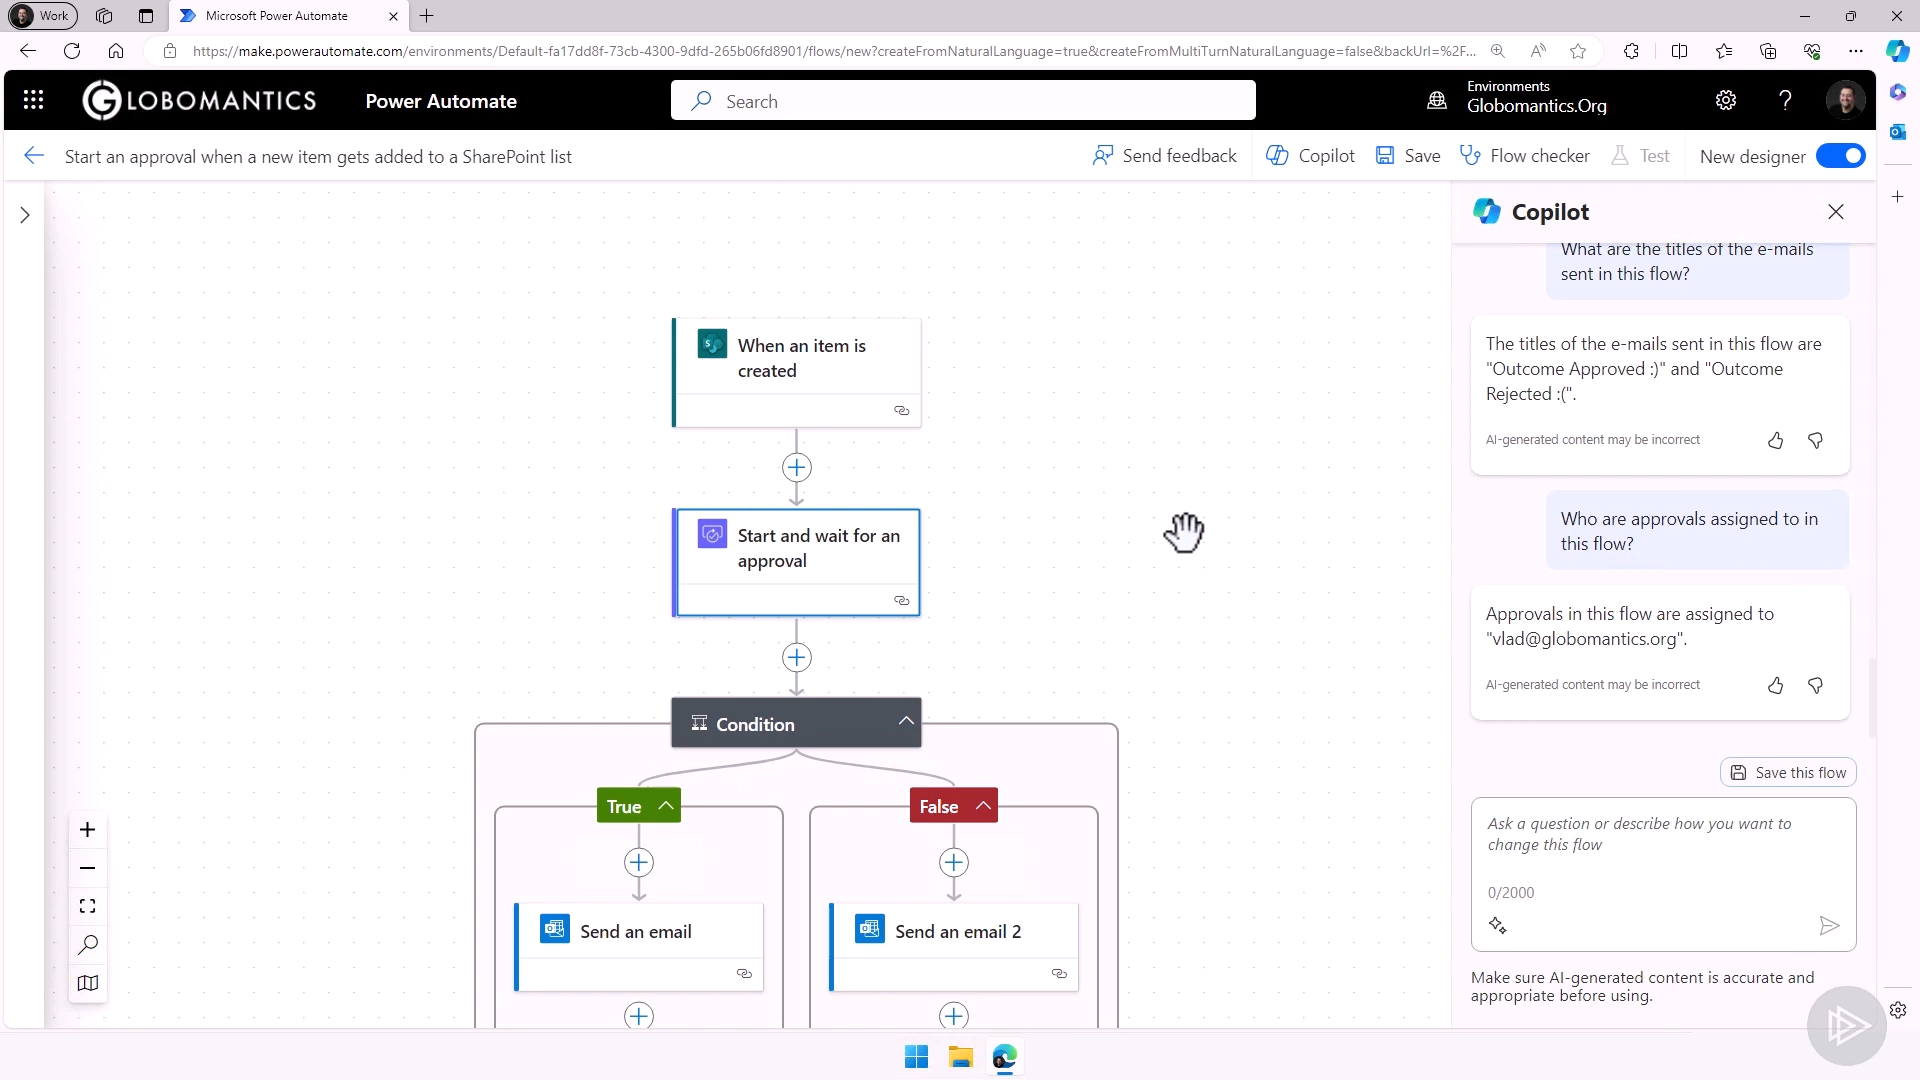 Work
Microsoft Power Automate
https://make.powerautomate.com/environments/Default-fa17dd8f-73cb-4300-9dfd-265b06fd8901/flows/new?createFromNaturalLanguage=true&createFromMultiTurnNaturalLanguage=false&backUrl=%2F...
GLOBOMANTICS
Power Automate
Search
Environments
Globomantics.Org
Start an approval when a new item gets added to a SharePoint list
Send feedback
Copilot
Save
Flow checker
Test
New designer
Copilot
What are the titles of the e-mails
sent in this flow?
The titles of the e-mails sent in this flow are
"Outcome Approved :)" and "Outcome
Rejected :(".
AI-generated content may be incorrect
Who are approvals assigned to in
this flow?
Approvals in this flow are assigned to
"vlad@globomantics.org".
AI-generated content may be incorrect
Save this flow
Ask a question or describe how you want to
change this flow
0/2000
Make sure AI-generated content is accurate and
appropriate before using.
When an item is
created
Start and wait for an
approval
Condition
True
False
Send an email
Send an email 2